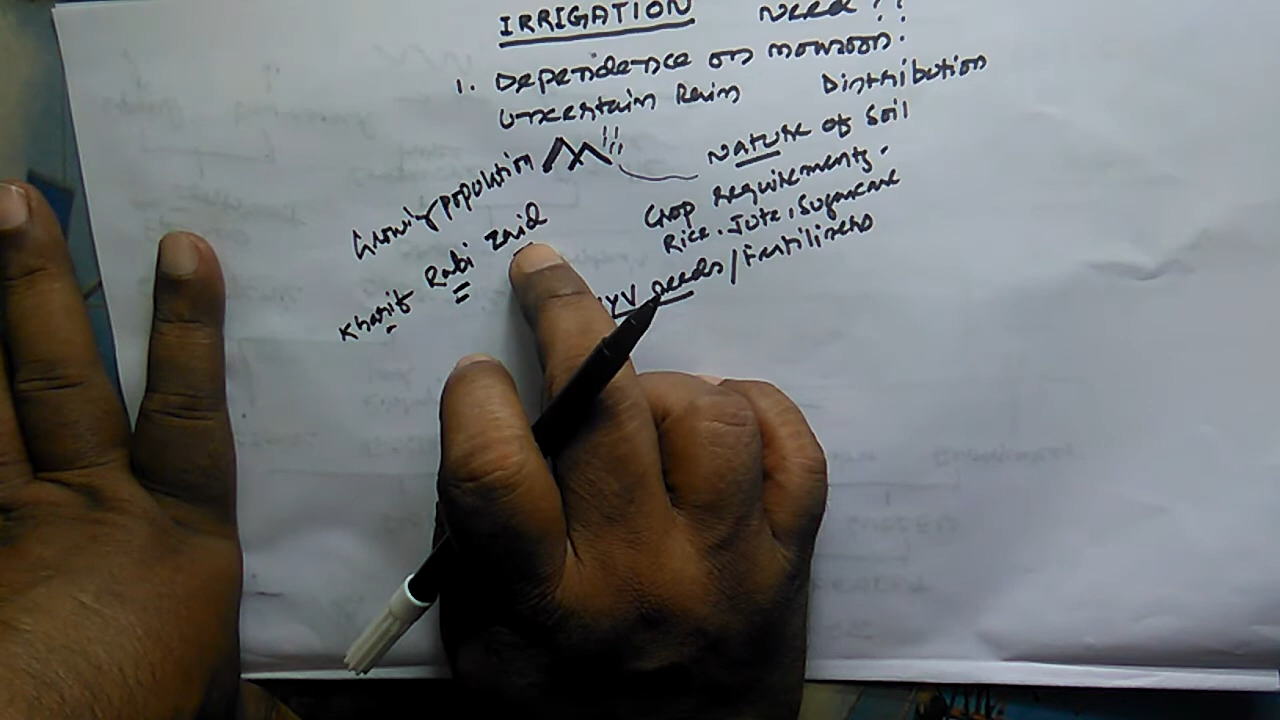 IRRIGATION Need ??
1. Dependence on monsoon.
Uncertain Rain Distribution
Nature of Soil
Growing population
Crop requirements.
Rice. Jute, Sugarcane
Kharif Rabi Zaid
HYV seeds / Fertilizers